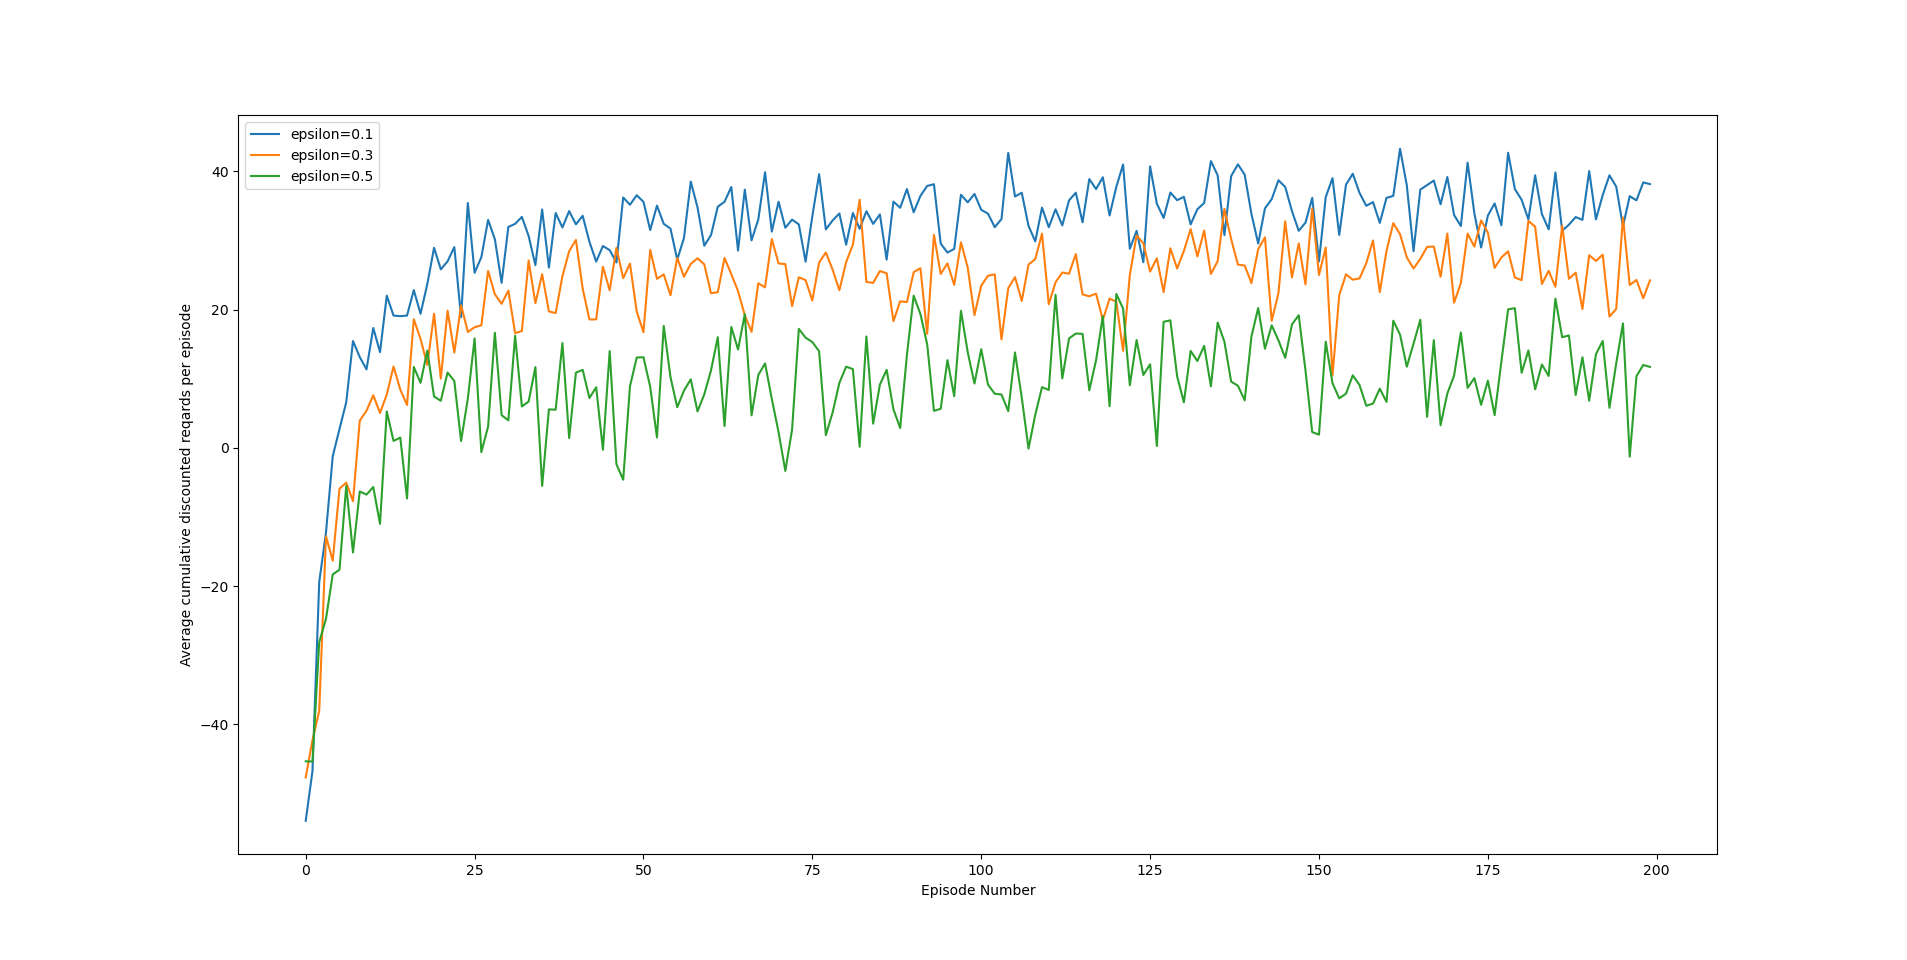 epsilon=0.1
epsilon=0.3
epsilon=0.5
40
20
0
−20
−40
Average cumulative discounted reqards per episode
0 25 50 75 100 125 150 175 200
Episode Number